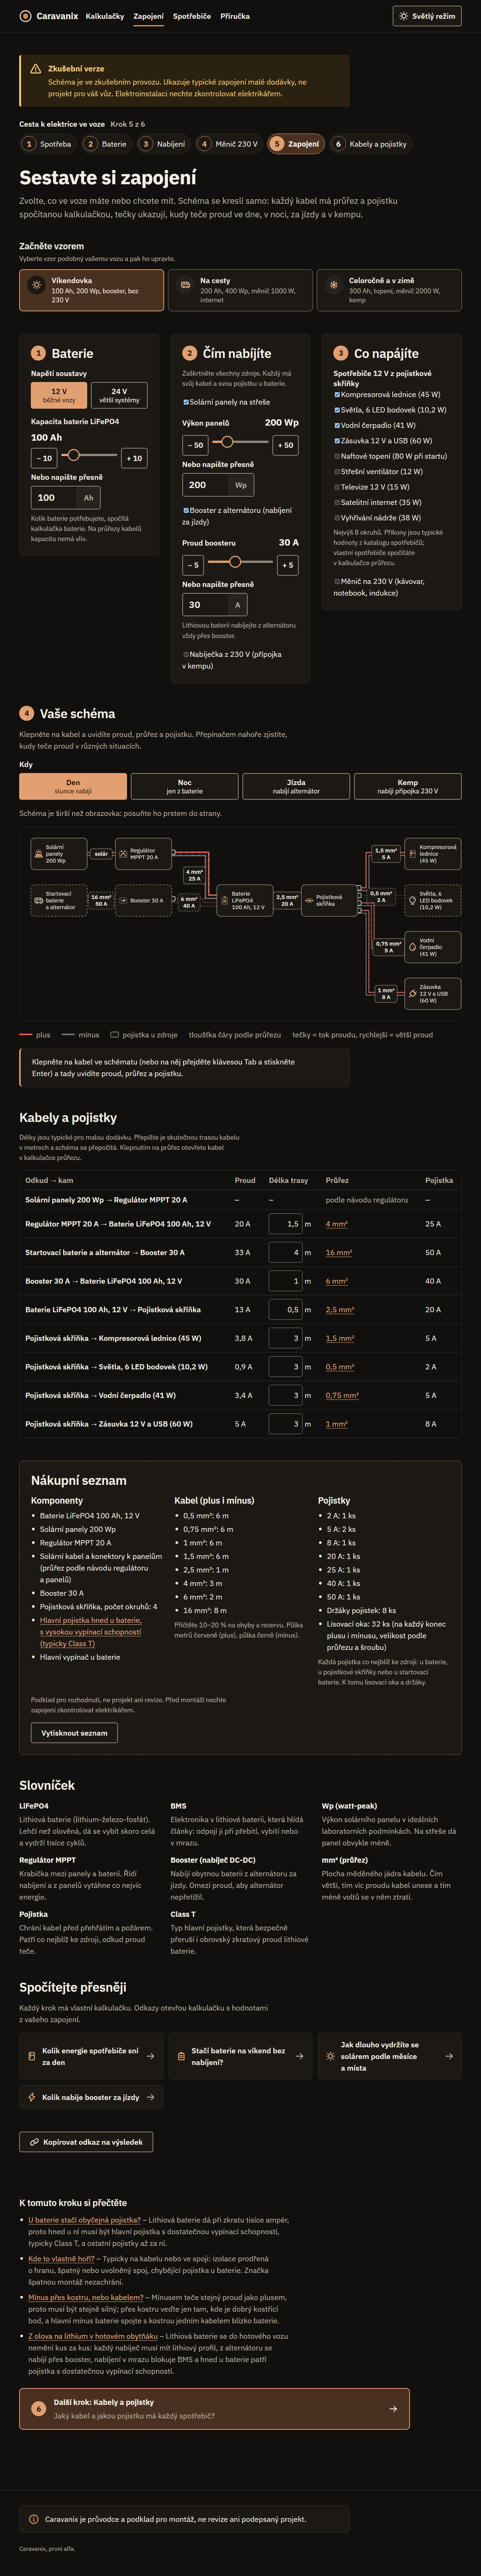 Caravanix
Kalkulačky
Zapojení
Spotřebiče
Příručka
Světlý režim
Zkušební verze
Schéma je ve zkušebním provozu. Ukazuje typické zapojení malé dodávky, ne
projekt pro váš vůz. Elektroinstalaci nechte zkontrolovat elektrikářem.
Cesta k elektrice ve voze Krok 5 z 6
1 Spotřeba
2 Baterie
3 Nabíjení
4 Měnič 230 V
5 Zapojení
6 Kabely a pojistky
Sestavte si zapojení
Zvolte, co ve voze máte nebo chcete mít. Schéma se kreslí samo: každý kabel má průřez a pojistku
spočítanou kalkulačkou, tečky ukazují, kudy teče proud ve dne, v noci, za jízdy a v kempu.
Začněte vzorem
Vyberte vzor podobný vašemu vozu a pak ho upravte.
Víkendovka
100 Ah, 200 Wp, booster, bez
230 V
Na cesty
200 Ah, 400 Wp, měnič 1000 W,
internet
Celoročně a v zimě
300 Ah, topení, měnič 2000 W,
kemp
1 Baterie
Napětí soustavy
12 V
běžné vozy
24 V
větší systémy
Kapacita baterie LiFePO4
100 Ah
− 10
+ 10
Nebo napište přesně
100 Ah
Kolik baterie potřebujete, spočítá
kalkulačka baterie. Na průřezy kabelů
kapacita nemá vliv.
2 Čím nabíjíte
Zaškrtněte všechny zdroje. Každý má
svůj kabel a svou pojistku u baterie.
Solární panely na střeše
Výkon panelů 200 Wp
− 50
+ 50
Nebo napište přesně
200 Wp
Booster z alternátoru (nabíjení
za jízdy)
Proud boosteru 30 A
− 5
+ 5
Nebo napište přesně
30 A
Lithiovou baterii nabíjejte z alternátoru
vždy přes booster.
Nabíječka z 230 V (přípojka
v kempu)
3 Co napájíte
Spotřebiče 12 V z pojistkové
skříňky
Kompresorová lednice (45 W)
Světla, 6 LED bodovek (10,2 W)
Vodní čerpadlo (41 W)
Zásuvka 12 V a USB (60 W)
Naftové topení (80 W při startu)
Střešní ventilátor (12 W)
Televize 12 V (15 W)
Satelitní internet (35 W)
Vyhřívání nádrže (38 W)
Nejvýš 8 okruhů. Příkony jsou typické
hodnoty z katalogu spotřebičů;
vlastní spotřebiče spočítáte
v kalkulačce průřezu.
Měnič na 230 V (kávovar,
notebook, indukce)
4 Vaše schéma
Klepněte na kabel a uvidíte proud, průřez a pojistku. Přepínačem nahoře zjistíte,
kudy teče proud v různých situacích.
Kdy
Den
slunce nabíjí
Noc
jen z baterie
Jízda
nabíjí alternátor
Kemp
nabíjí přípojka 230 V
Schéma je širší než obrazovka: posuňte ho prstem do strany.
Solární
panely
200 Wp
solár
Regulátor
MPPT 20 A
4 mm²
25 A
Startovací
baterie
a alternátor
16 mm²
50 A
Booster 30 A
6 mm²
40 A
Baterie
LiFePO4
100 Ah, 12 V
2,5 mm²
20 A
Pojistková
skříňka
1,5 mm²
5 A
Kompresorová
lednice
(45 W)
0,5 mm²
2 A
Světla, 6
LED bodovek
(10,2 W)
0,75 mm²
5 A
Vodní
čerpadlo
(41 W)
1 mm²
8 A
Zásuvka
12 V a USB
(60 W)
plus
mínus
pojistka u zdroje
tloušťka čáry podle průřezu
tečky = tok proudu, rychlejší = větší proud
Klepněte na kabel ve schématu (nebo na něj přejděte klávesou Tab a stiskněte
Enter) a tady uvidíte proud, průřez a pojistku.
Kabely a pojistky
Délky jsou typické pro malou dodávku. Přepište je skutečnou trasou kabelu
v metrech a schéma se přepočítá. Klepnutím na průřez otevřete kabel
v kalkulačce průřezu.
Odkud → kam Proud Délka trasy Průřez Pojistka
Solární panely 200 Wp → Regulátor MPPT 20 A – – podle návodu regulátoru –
Regulátor MPPT 20 A → Baterie LiFePO4 100 Ah, 12 V 20 A 1,5 m 4 mm² 25 A
Startovací baterie a alternátor → Booster 30 A 33 A 4 m 16 mm² 50 A
Booster 30 A → Baterie LiFePO4 100 Ah, 12 V 30 A 1 m 6 mm² 40 A
Baterie LiFePO4 100 Ah, 12 V → Pojistková skříňka 13 A 0,5 m 2,5 mm² 20 A
Pojistková skříňka → Kompresorová lednice (45 W) 3,8 A 3 m 1,5 mm² 5 A
Pojistková skříňka → Světla, 6 LED bodovek (10,2 W) 0,9 A 3 m 0,5 mm² 2 A
Pojistková skříňka → Vodní čerpadlo (41 W) 3,4 A 3 m 0,75 mm² 5 A
Pojistková skříňka → Zásuvka 12 V a USB (60 W) 5 A 3 m 1 mm² 8 A
Nákupní seznam
Komponenty
Baterie LiFePO4 100 Ah, 12 V
Solární panely 200 Wp
Regulátor MPPT 20 A
Solární kabel a konektory k panelům
(průřez podle návodu regulátoru
a panelů)
Booster 30 A
Pojistková skříňka, počet okruhů: 4
Hlavní pojistka hned u baterie,
s vysokou vypínací schopností
(typicky Class T)
Hlavní vypínač u baterie
Kabel (plus i mínus)
0,5 mm²: 6 m
0,75 mm²: 6 m
1 mm²: 6 m
1,5 mm²: 6 m
2,5 mm²: 1 m
4 mm²: 3 m
6 mm²: 2 m
16 mm²: 8 m
Přičtěte 10–20 % na ohyby a rezervu. Půlka
metrů červeně (plus), půlka černě (mínus).
Pojistky
2 A: 1 ks
5 A: 2 ks
8 A: 1 ks
20 A: 1 ks
25 A: 1 ks
40 A: 1 ks
50 A: 1 ks
Držáky pojistek: 8 ks
Lisovací oka: 32 ks (na každý konec
plusu i mínusu, velikost podle
průřezu a šroubu)
Každá pojistka co nejblíž ke zdroji: u baterie,
u pojistkové skříňky nebo u startovací
baterie. K tomu lisovací oka a držáky.
Podklad pro rozhodnutí, ne projekt ani revize. Před montáží nechte
zapojení zkontrolovat elektrikářem.
Vytisknout seznam
Slovníček
LiFePO4
Lithiová baterie (lithium-železo-fosfát).
Lehčí než olověná, dá se vybít skoro celá
a vydrží tisíce cyklů.
BMS
Elektronika v lithiové baterii, která hlídá
články: odpojí ji při přebití, vybití nebo
v mrazu.
Wp (watt-peak)
Výkon solárního panelu v ideálních
laboratorních podmínkách. Na střeše dá
panel obvykle méně.
Regulátor MPPT
Krabička mezi panely a baterií. Řídí
nabíjení a z panelů vytáhne co nejvíc
energie.
Booster (nabíječ DC-DC)
Nabíjí obytnou baterii z alternátoru za
jízdy. Omezí proud, aby alternátor
nepřetížil.
mm² (průřez)
Plocha měděného jádra kabelu. Čím
větší, tím víc proudu kabel unese a tím
méně voltů se v něm ztratí.
Pojistka
Chrání kabel před přehřátím a požárem.
Patří co nejblíž ke zdroji, odkud proud
teče.
Class T
Typ hlavní pojistky, která bezpečně
přeruší i obrovský zkratový proud lithiové
baterie.
Spočítejte přesněji
Každý krok má vlastní kalkulačku. Odkazy otevřou kalkulačku s hodnotami
z vašeho zapojení.
Kolik energie spotřebiče sní
za den
Stačí baterie na víkend bez
nabíjení?
Jak dlouho vydržíte se
solárem podle měsíce
a místa
Kolik nabije booster za jízdy
Kopírovat odkaz na výsledek
K tomuto kroku si přečtěte
U baterie stačí obyčejná pojistka? – Lithiová baterie dá při zkratu tisíce ampér,
proto hned u ní musí být hlavní pojistka s dostatečnou vypínací schopností,
typicky Class T, a ostatní pojistky až za ní.
Kde to vlastně hoří? – Typicky na kabelu nebo ve spoji: izolace prodřená
o hranu, špatný nebo uvolněný spoj, chybějící pojistka u baterie. Značka
špatnou montáž nezachrání.
Mínus přes kostru, nebo kabelem? – Mínusem teče stejný proud jako plusem,
proto musí být stejně silný; přes kostru veďte jen tam, kde je dobrý kostřicí
bod, a hlavní mínus baterie spojte s kostrou jedním kabelem blízko baterie.
Z olova na lithium v hotovém obytňáku – Lithiová baterie se do hotového vozu
nemění kus za kus: každý nabíječ musí mít lithiový profil, z alternátoru se
nabíjí přes booster, nabíjení v mrazu blokuje BMS a hned u baterie patří
pojistka s dostatečnou vypínací schopností.
6 Další krok: Kabely a pojistky
Jaký kabel a jakou pojistku má každý spotřebič?
Caravanix je průvodce a podklad pro montáž, ne revize ani podepsaný projekt.
Caravanix, první alfa.